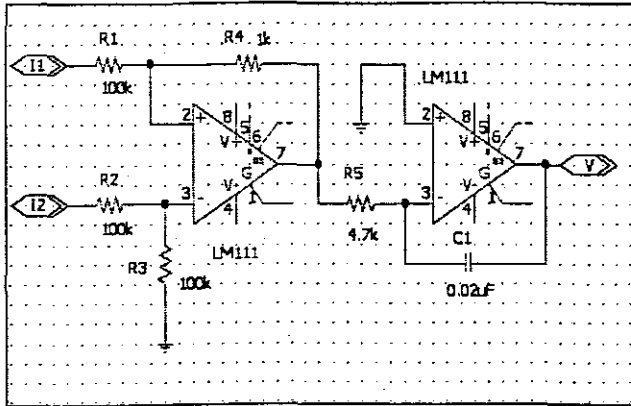 R1
R4 1k
I1
100k
LM111
2 + 8 5 6
V+
7
G
V-
3 - 4 1
R2
I2
100k
LM111
R3
100k
R5
4.7k
2 + 8 5 6
V+
7
G
V-
3 - 4 1
V
C1
0.02uF